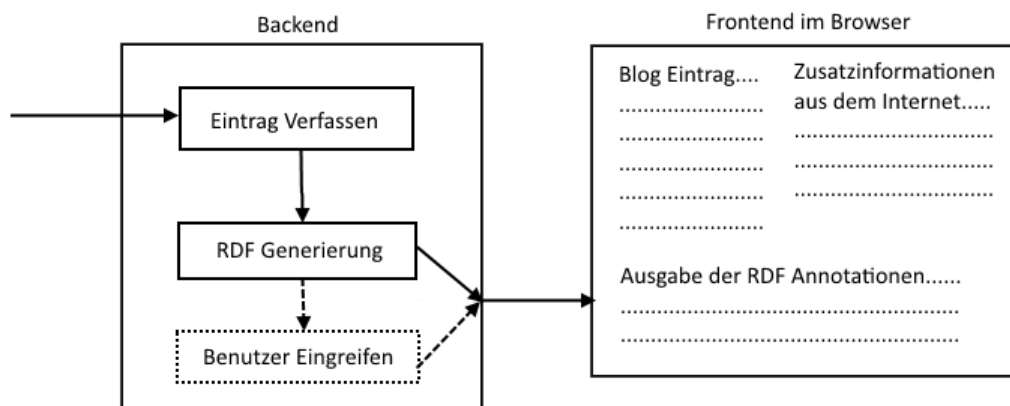 Backend
Eintrag Verfassen
RDF Generierung
Benutzer Eingreifen
Frontend im Browser
Blog Eintrag....
Zusatzinformationen
aus dem Internet.....
Ausgabe der RDF Annotationen......